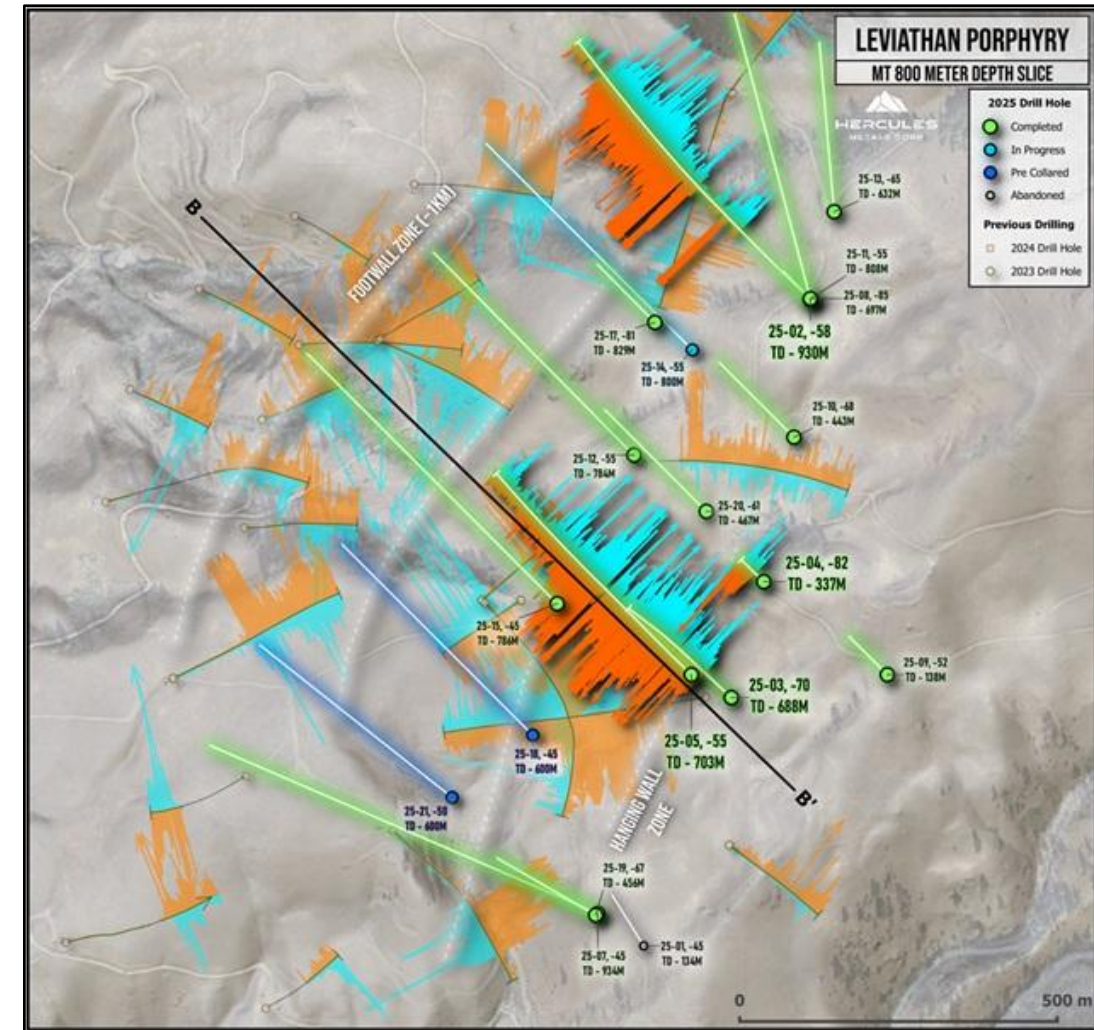 LEVIATHAN PORPHYRY
MT 800 METER DEPTH SLICE
HERCULES
METALS CORP
2025 Drill Hole
Completed
In Progress
Pre Collared
Abandoned
Previous Drilling
2024 Drill Hole
2023 Drill Hole
25-13, -65
TD - 632M
B
FOOTWALL ZONE (~1KM)
25-11, -55
TD - 808M
25-08, -85
TD - 697M
25-02, -58
TD - 930M
25-17, -81
TD - 829M
25-14, -55
TD - 800M
25-10, -68
TD - 443M
25-12, -55
TD - 784M
25-20, -61
TD - 467M
25-04, -82
TD - 337M
25-15, -45
TD - 786M
25-09, -52
TD - 138M
25-03, -70
TD - 688M
25-05, -55
TD - 703M
25-18, -45
TD - 600M
25-21, -50
TD - 600M
B'
HANGING WALL
ZONE
25-19, -67
TD - 456M
25-01, -45
TD - 134M
25-07, -45
TD - 934M
0
500 m